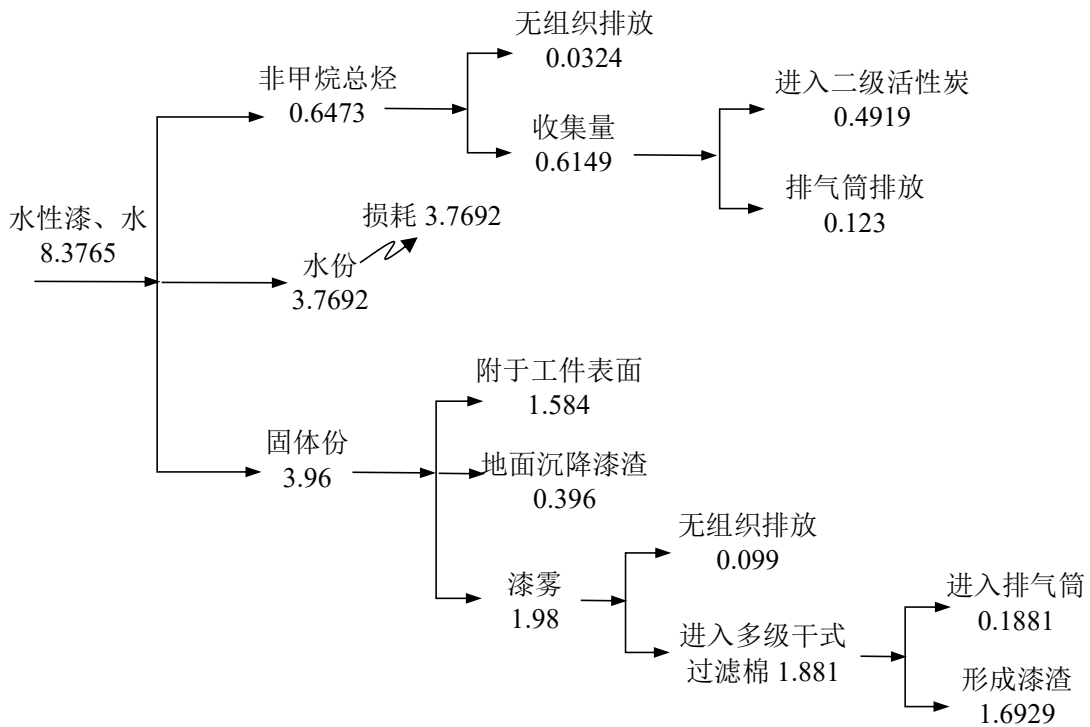 无组织排放
0.0324
非甲烷总烃
0.6473
进入二级活性炭
0.4919
收集量
0.6149
排气筒排放
0.123
水性漆、水
8.3765
损耗 3.7692
水份
3.7692
附于工件表面
1.584
固体份
3.96
地面沉降漆渣
0.396
无组织排放
0.099
漆雾
1.98
进入排气筒
0.1881
进入多级干式
过滤棉 1.881
形成漆渣
1.6929